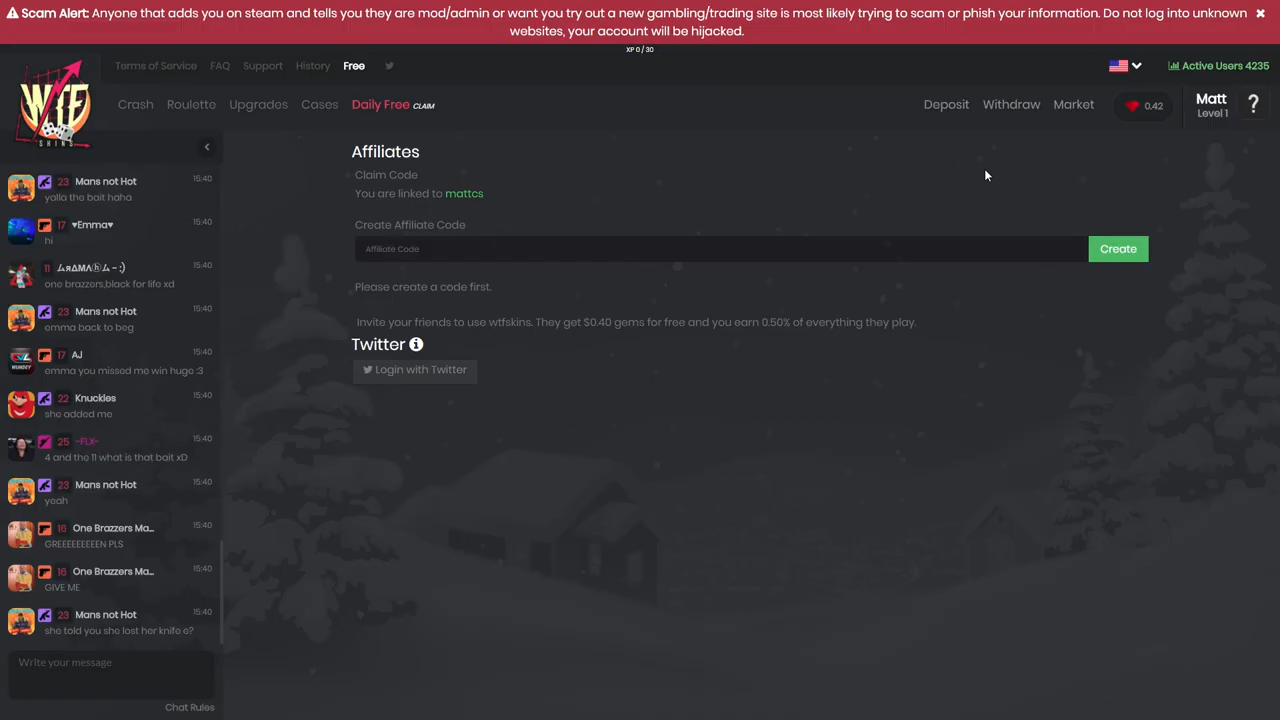 Scam Alert: Anyone that adds you on steam and tells you they are mod/admin or want you try out a new gambling/trading site is most likely trying to scam or phish your information. Do not log into unknown
websites, your account will be hijacked.
XP 0 / 30
Terms of Service FAQ Support History Free
Active Users 4235
WTF
SKINS
Crash Roulette Upgrades Cases Daily Free CLAIM
Deposit Withdraw Market 0.42
Matt
Level 1
?
Affiliates
Claim Code
You are linked to mattcs
Create Affiliate Code
Affiliate Code
Create
Please create a code first.
Invite your friends to use wtfskins. They get $0.40 gems for free and you earn 0.50% of everything they play.
Twitter
Login with Twitter
23 Mans not Hot 15:40
yalla the bait haha
17 ♥Emma♥ 15:40
hi
11 15:40
one brazzers,black for life xd
23 Mans not Hot 15:40
emma back to beg
17 AJ 15:40
emma you missed me win huge :3
22 Knuckles 15:40
she added me
25 -FLX- 15:40
4 and the 11 what is that bait xD
23 Mans not Hot 15:40
yeah
16 One Brazzers Ma... 15:40
GREEEEEEEEN PLS
16 One Brazzers Ma... 15:40
GIVE ME
23 Mans not Hot 15:40
she told you she lost her knife e?
Write your message
Chat Rules